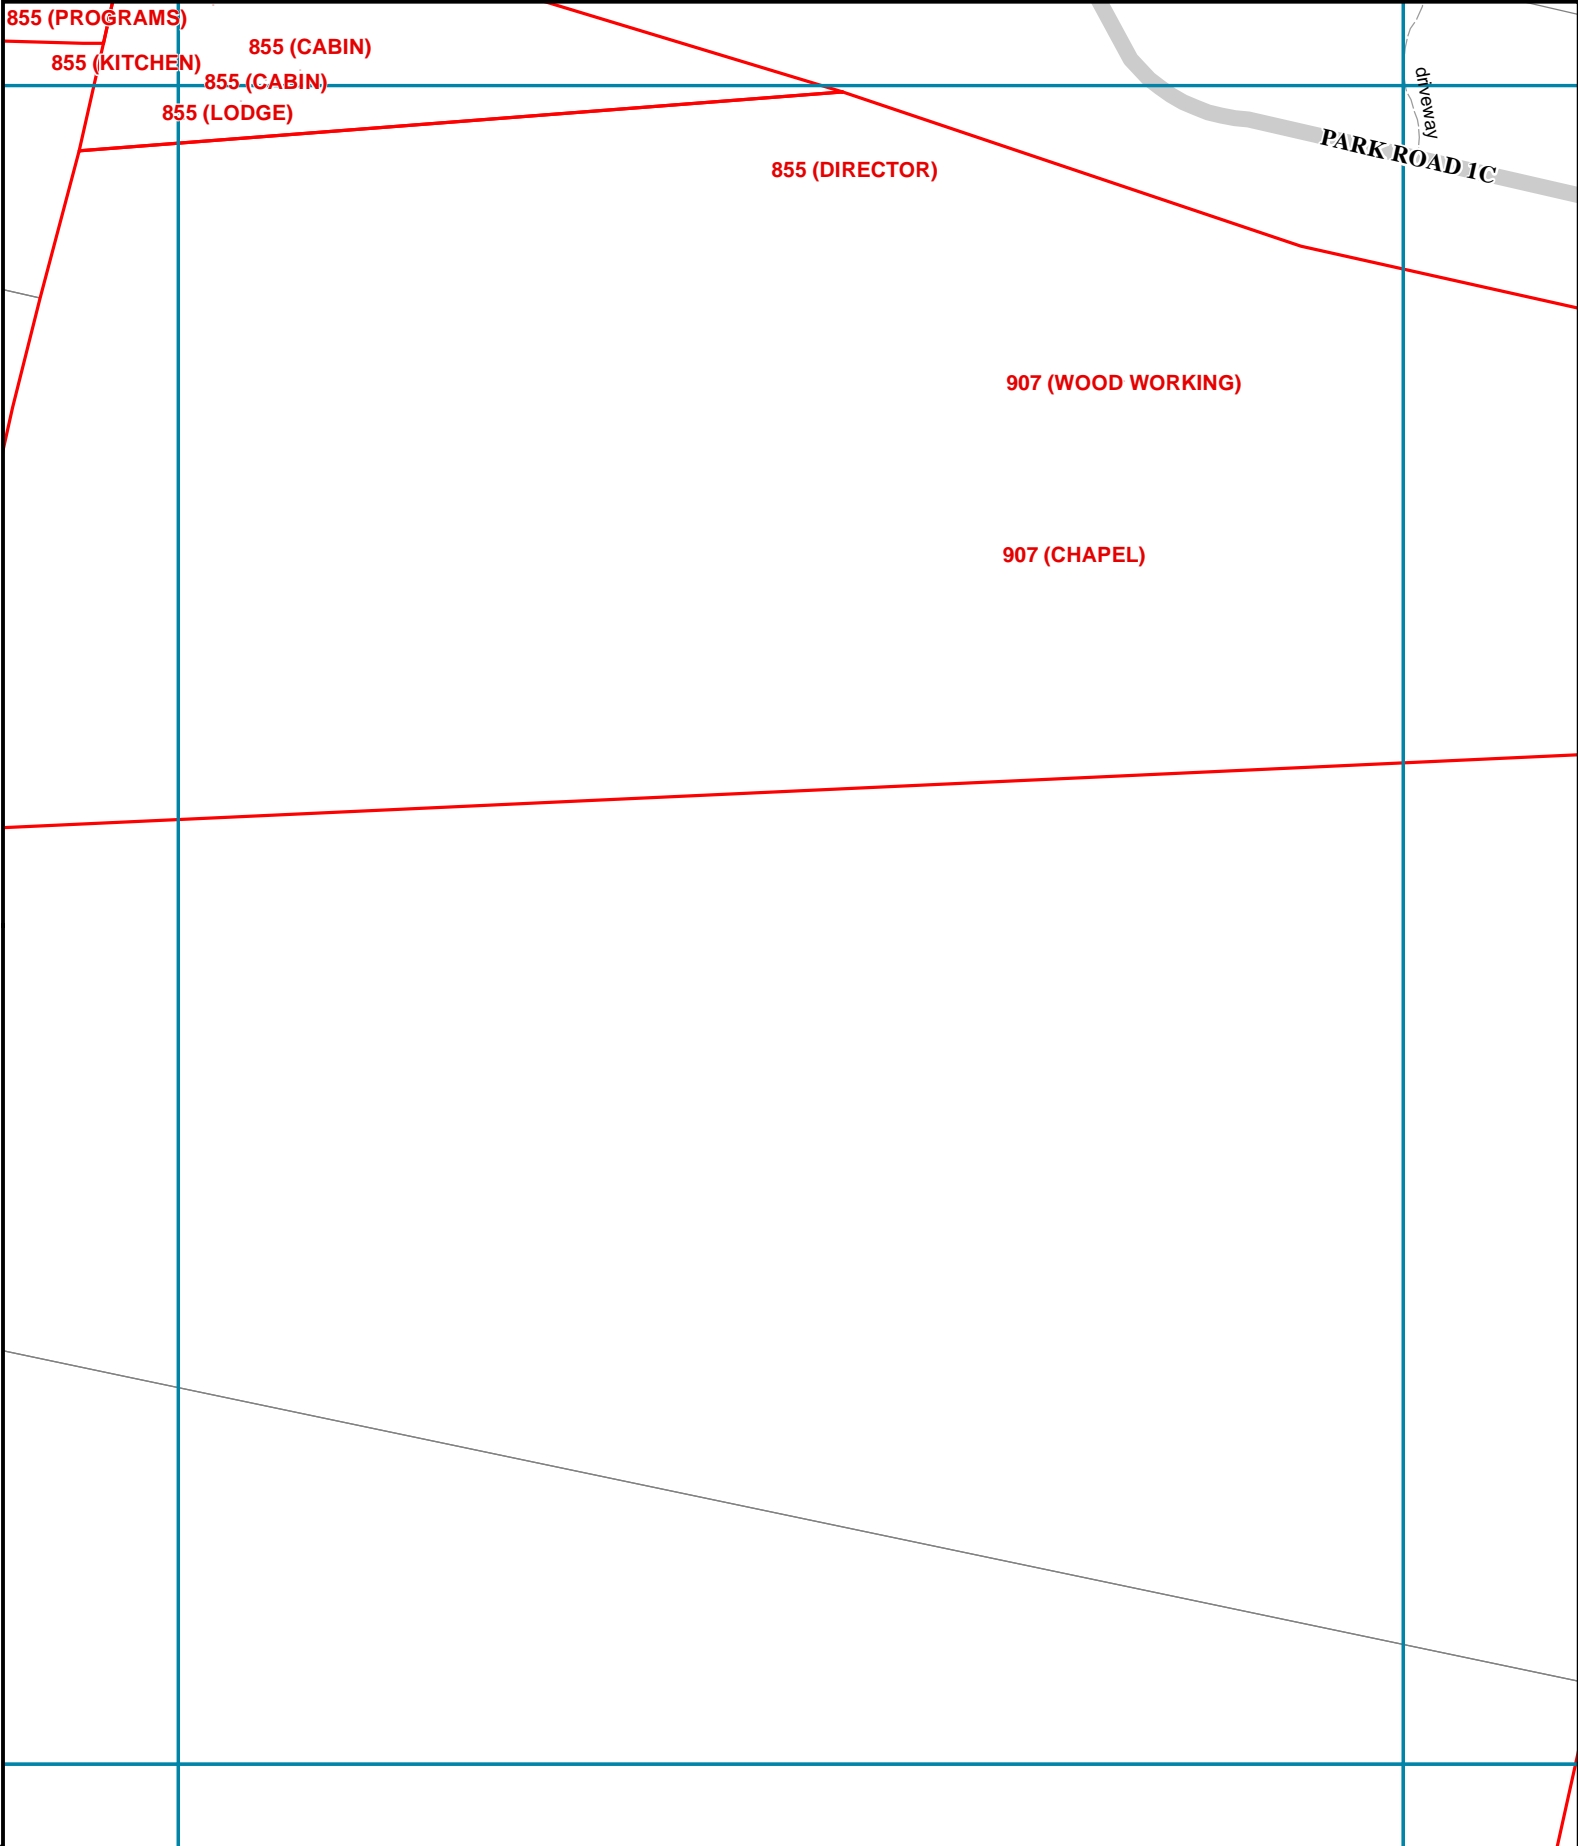 855 (PROGRAMS)
855 (CABIN)
855 (KITCHEN)
855 (CABIN)
855 (LODGE)
driveway
PARK ROAD 1C
855 (DIRECTOR)
907 (WOOD WORKING)
907 (CHAPEL)